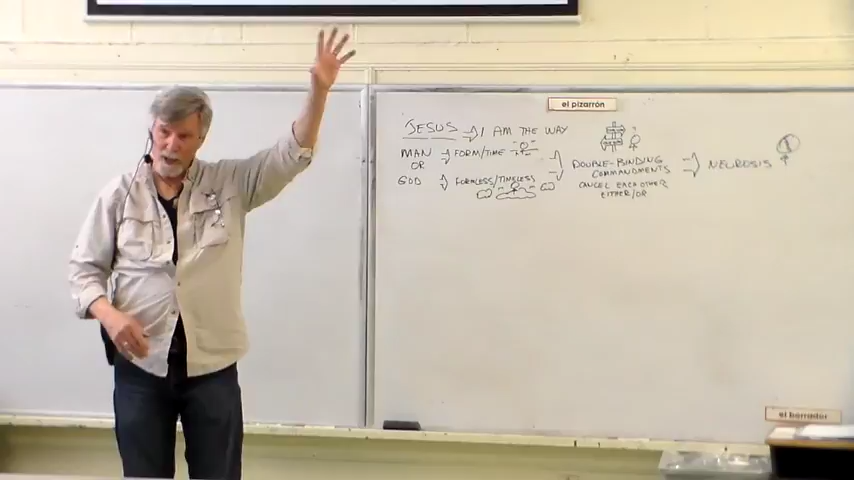 el pizarrón
JESUS ⇒ I AM THE WAY
MAN ⇒ FORM/TIME
OR
GOD ⇒ FORMLESS/TIMELESS
DOUBLE-BINDING
COMMANDMENTS
CANCEL EACH OTHER
EITHER/OR
⇒ NEUROSIS
el borrador